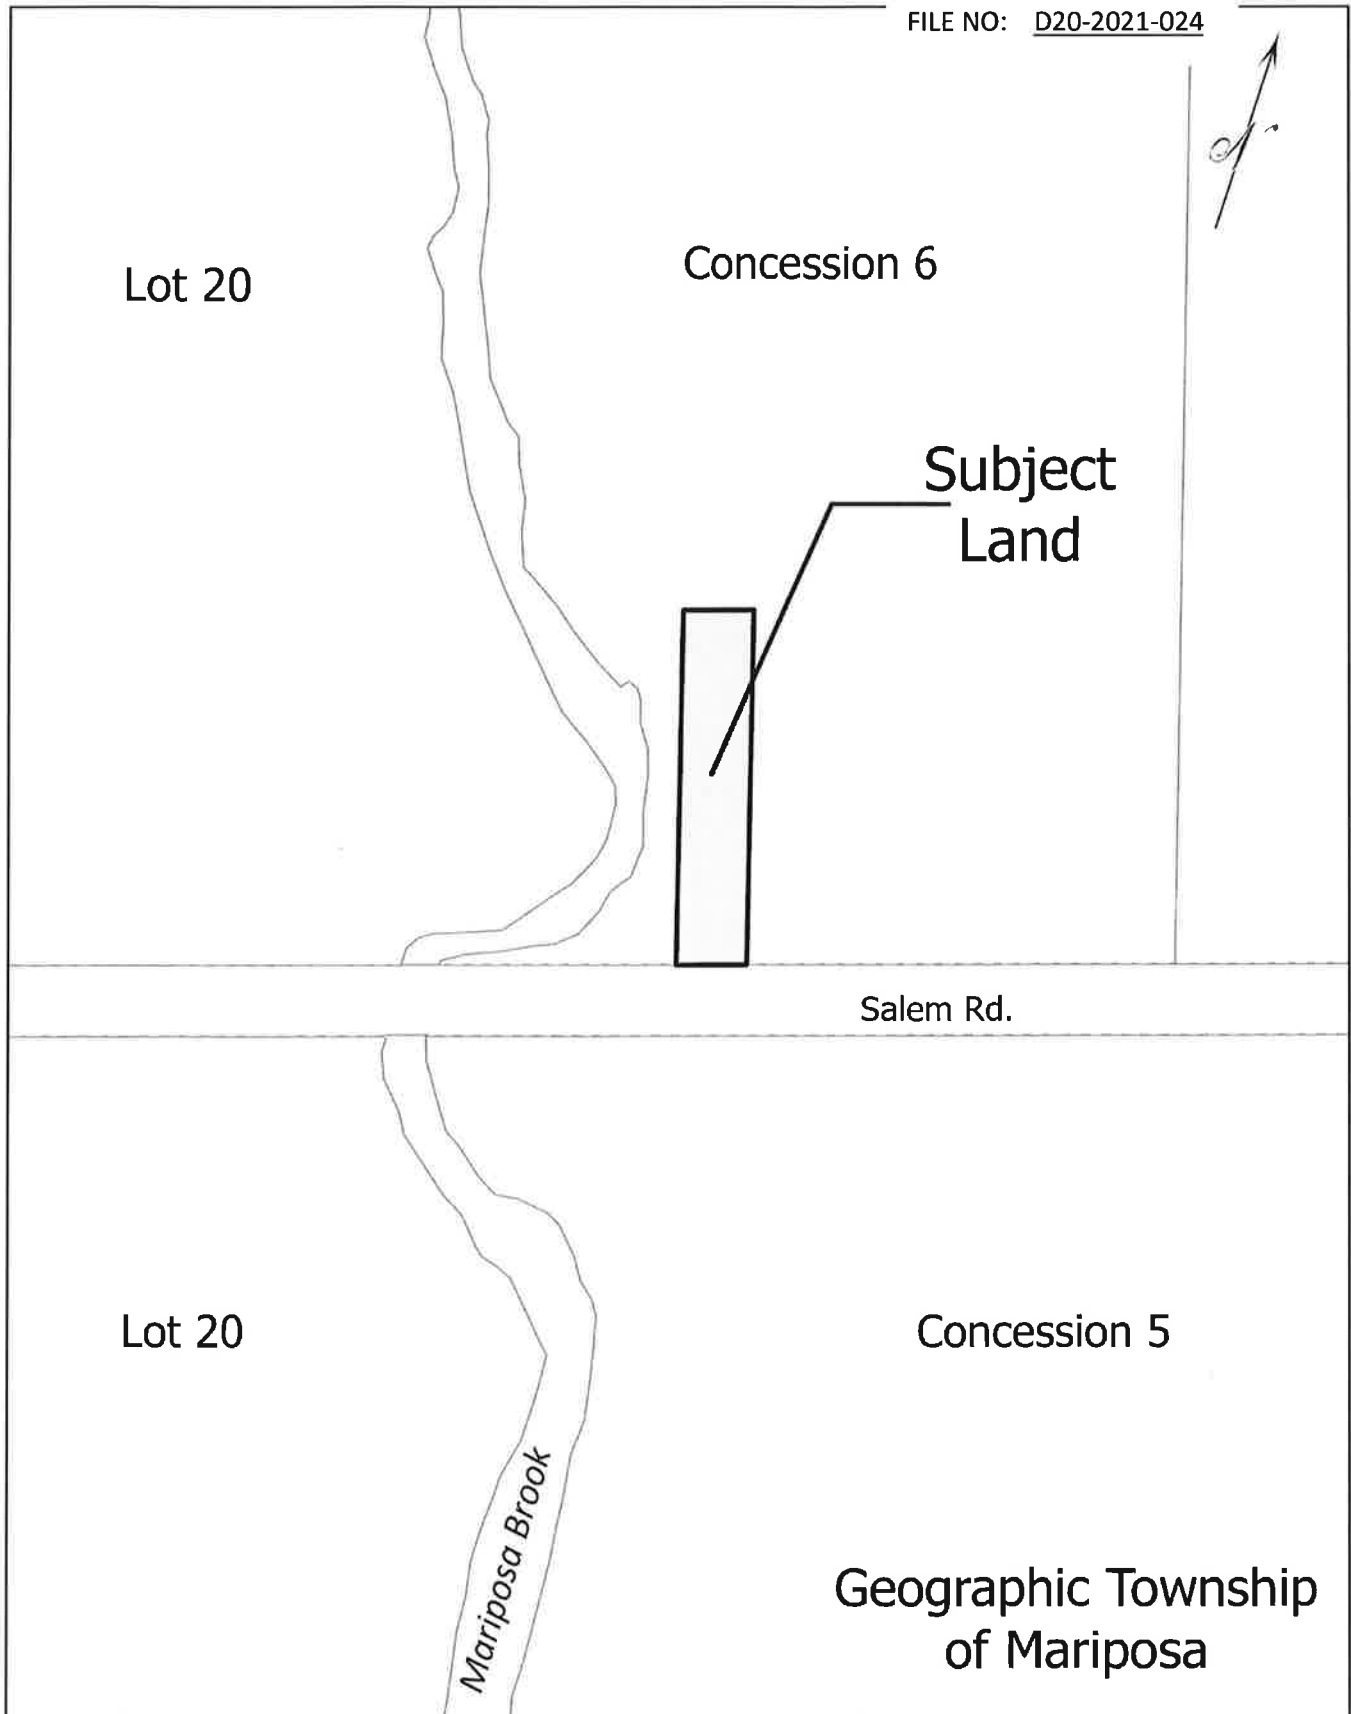 FILE NO: D20-2021-024
Lot 20
Concession 6
Subject
Land
Salem Rd.
Lot 20
Concession 5
Mariposa Brook
Geographic Township
of Mariposa